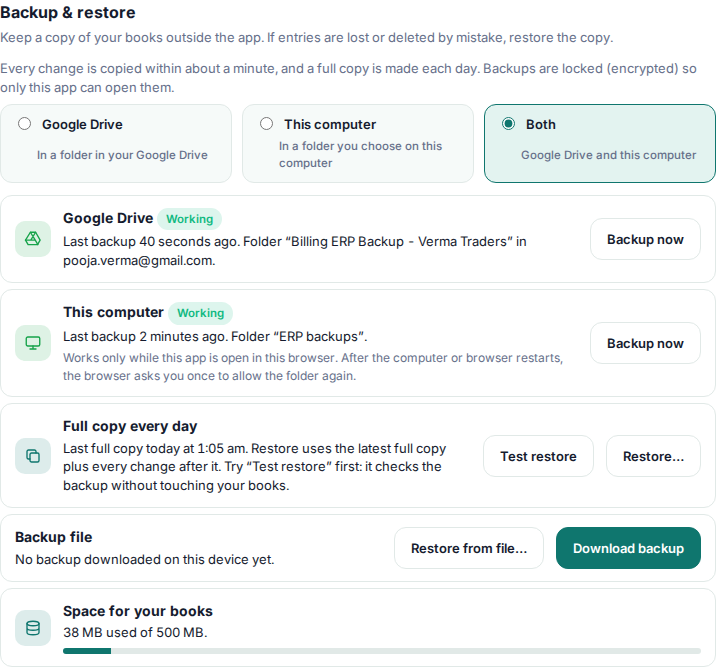 Backup & restore
Keep a copy of your books outside the app. If entries are lost or deleted by mistake, restore the copy.
Every change is copied within about a minute, and a full copy is made each day. Backups are locked (encrypted) so
only this app can open them.
Google Drive
In a folder in your Google Drive
This computer
In a folder you choose on this
computer
Both
Google Drive and this computer
Google Drive Working
Last backup 40 seconds ago. Folder “Billing ERP Backup - Verma Traders” in
pooja.verma@gmail.com.
Backup now
This computer Working
Last backup 2 minutes ago. Folder “ERP backups”.
Works only while this app is open in this browser. After the computer or browser restarts,
the browser asks you once to allow the folder again.
Backup now
Full copy every day
Last full copy today at 1:05 am. Restore uses the latest full copy
plus every change after it. Try “Test restore” first: it checks the
backup without touching your books.
Test restore
Restore...
Backup file
No backup downloaded on this device yet.
Restore from file...
Download backup
Space for your books
38 MB used of 500 MB.